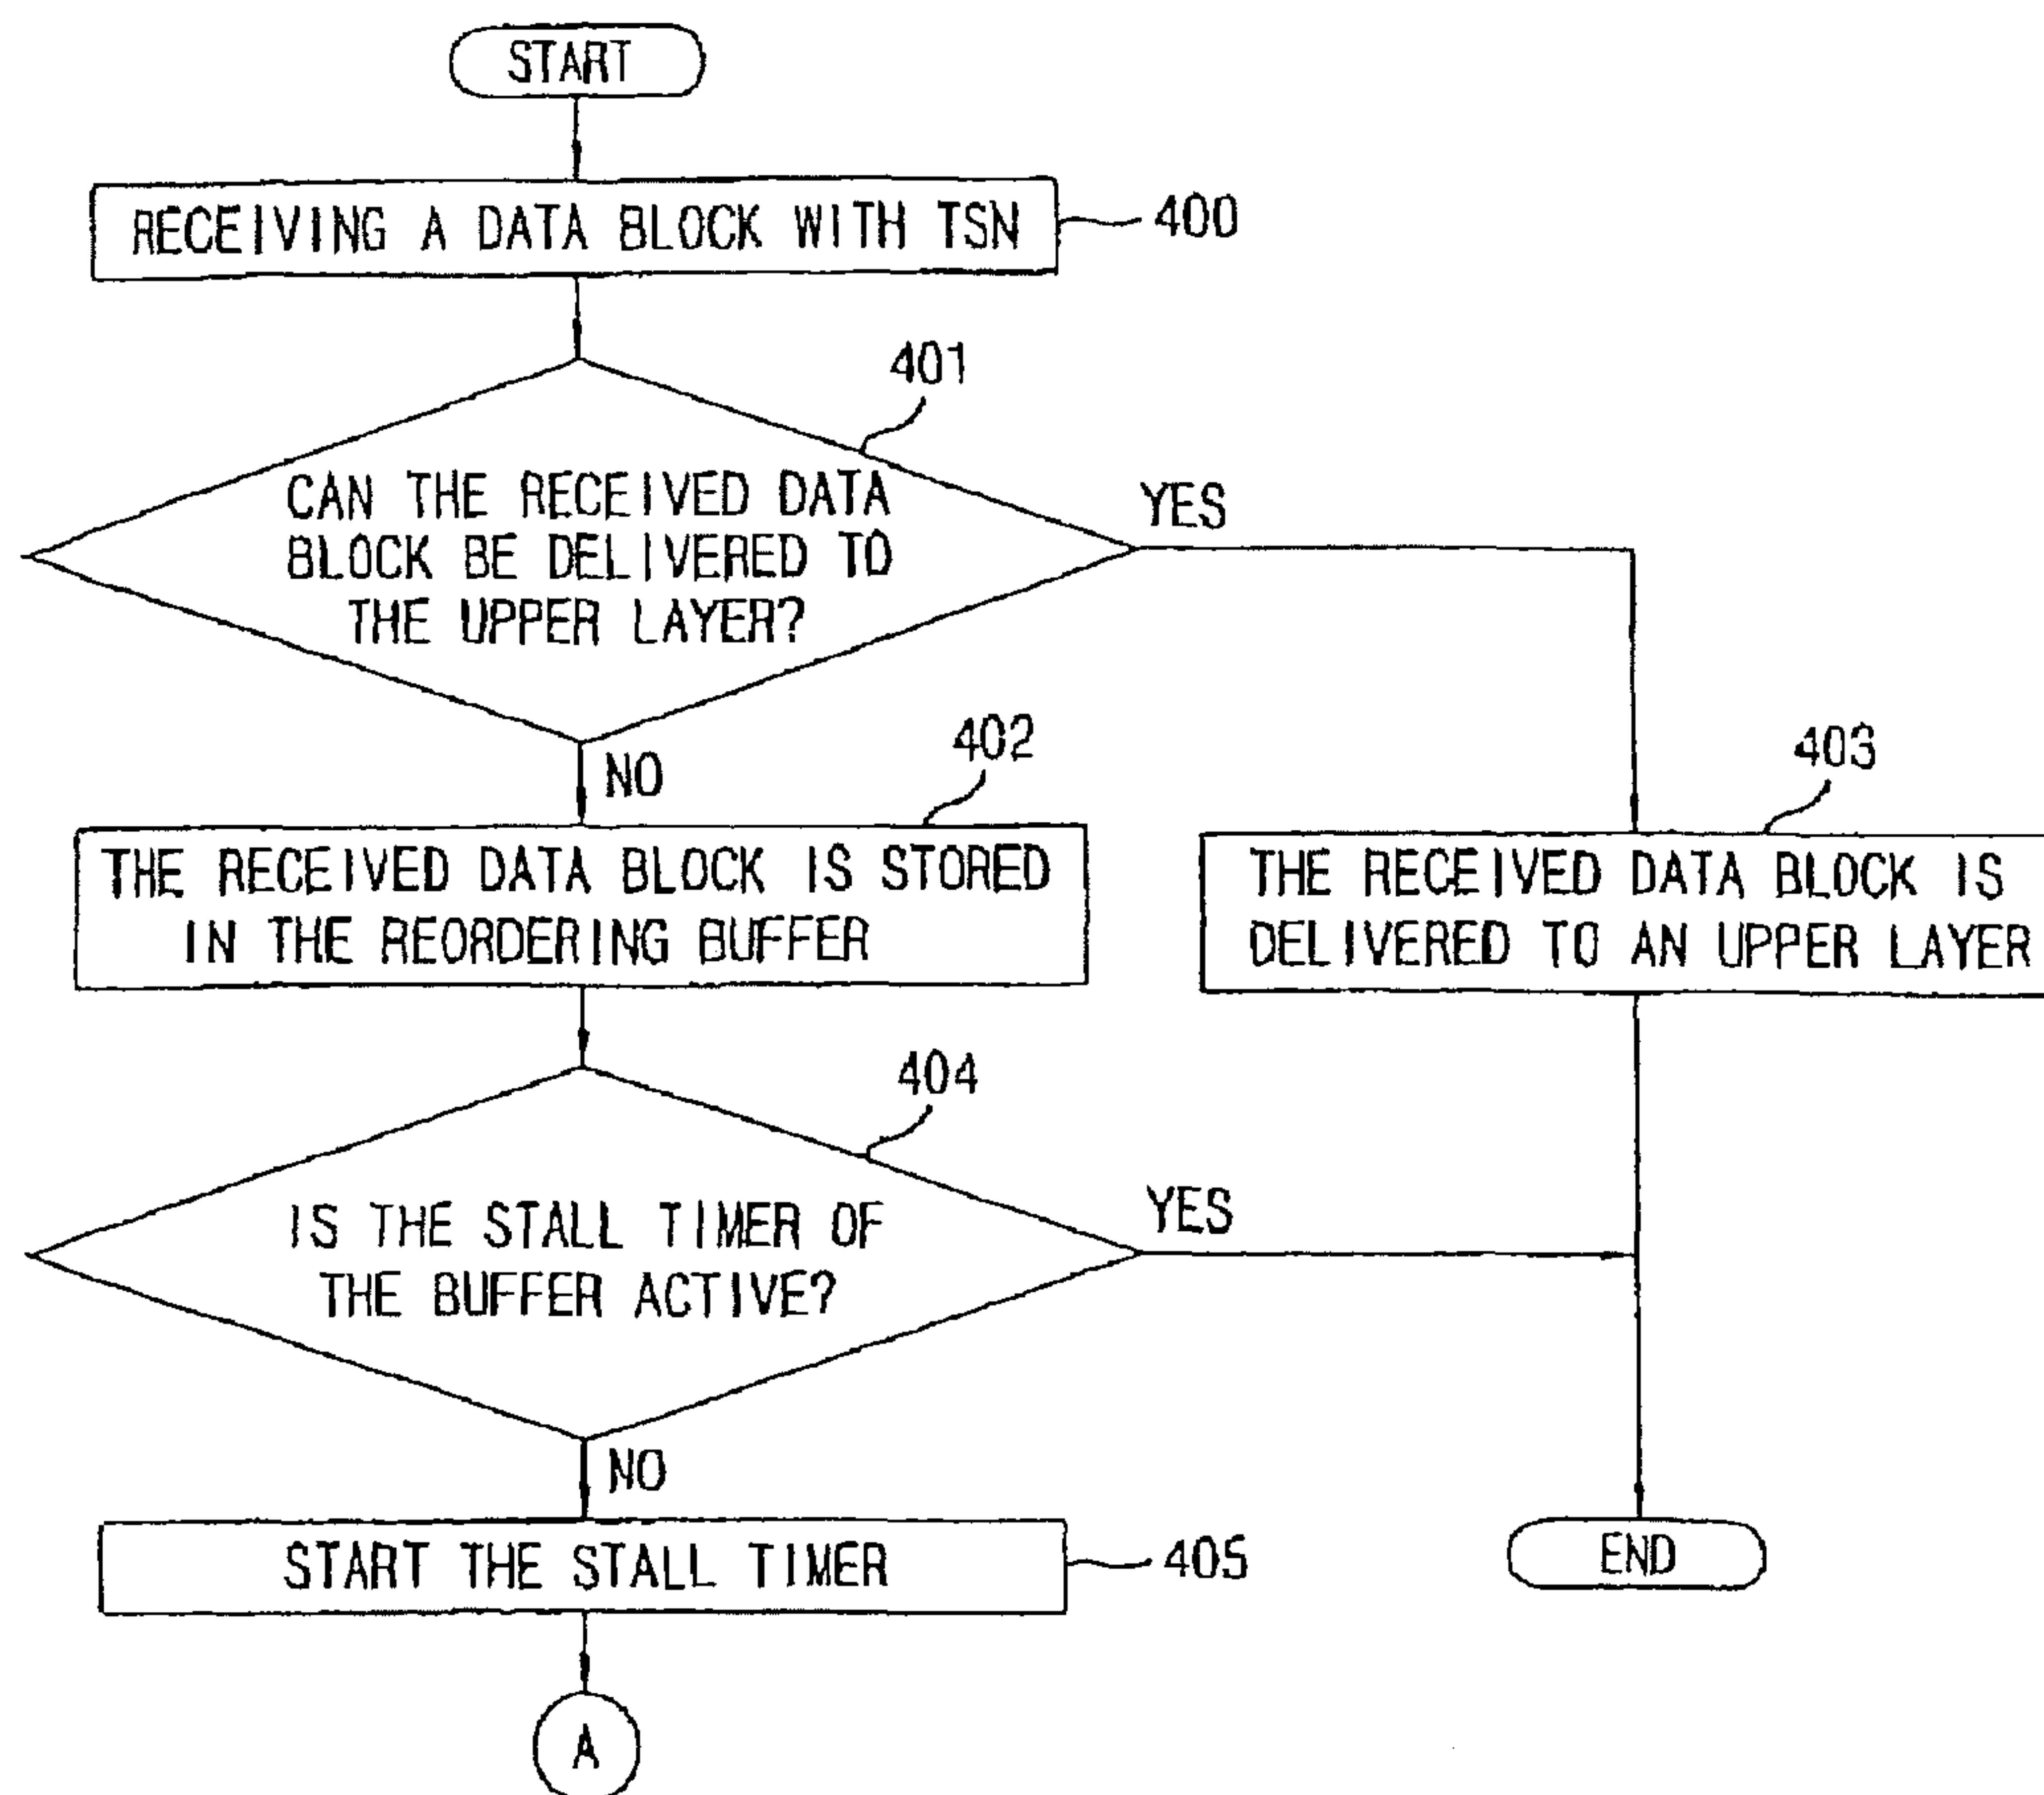 START
RECEIVING A DATA BLOCK WITH TSN
400
401
CAN THE RECEIVED DATA
BLOCK BE DELIVERED TO
THE UPPER LAYER?
YES
NO
402
403
THE RECEIVED DATA BLOCK IS STORED
IN THE REORDERING BUFFER
THE RECEIVED DATA BLOCK IS
DELIVERED TO AN UPPER LAYER
404
IS THE STALL TIMER OF
THE BUFFER ACTIVE?
YES
NO
START THE STALL TIMER
405
END
A